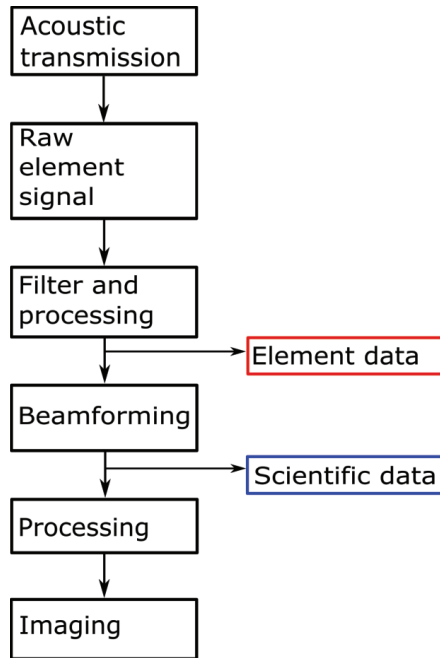 Acoustic
transmission
Raw
element
signal
Filter and
processing
Element data
Beamforming
Scientific data
Processing
Imaging